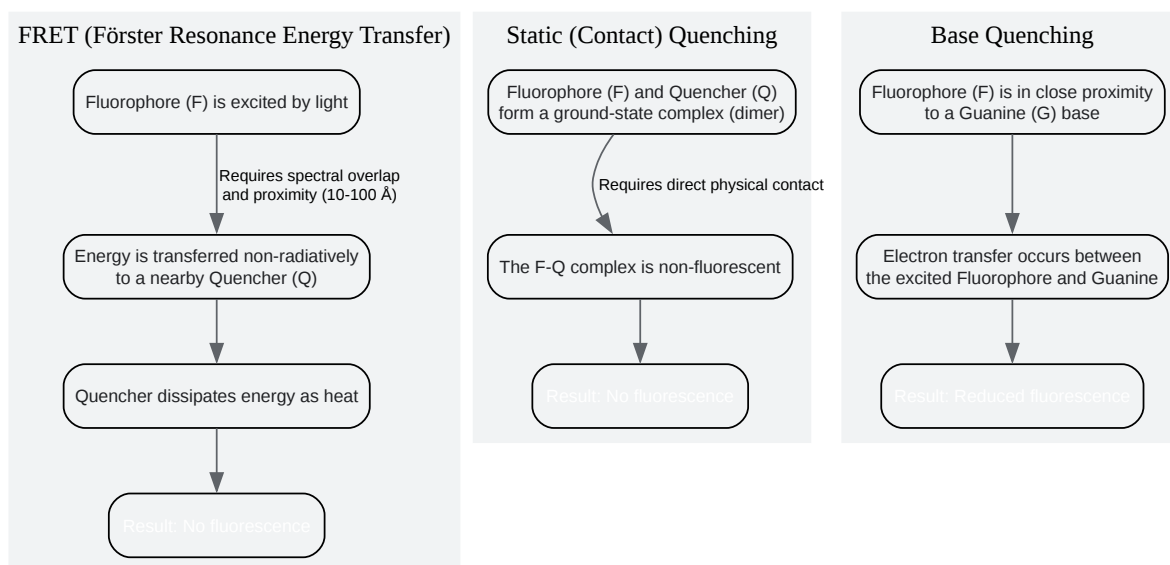 FRET (Förster Resonance Energy Transfer)
Fluorophore (F) is excited by light
Requires spectral overlap
and proximity (10-100 Å)
Energy is transferred non-radiatively
to a nearby Quencher (Q)
Quencher dissipates energy as heat
Result: No fluorescence
Static (Contact) Quenching
Fluorophore (F) and Quencher (Q)
form a ground-state complex (dimer)
Requires direct physical contact
The F-Q complex is non-fluorescent
Result: No fluorescence
Base Quenching
Fluorophore (F) is in close proximity
to a Guanine (G) base
Electron transfer occurs between
the excited Fluorophore and Guanine
Result: Reduced fluorescence